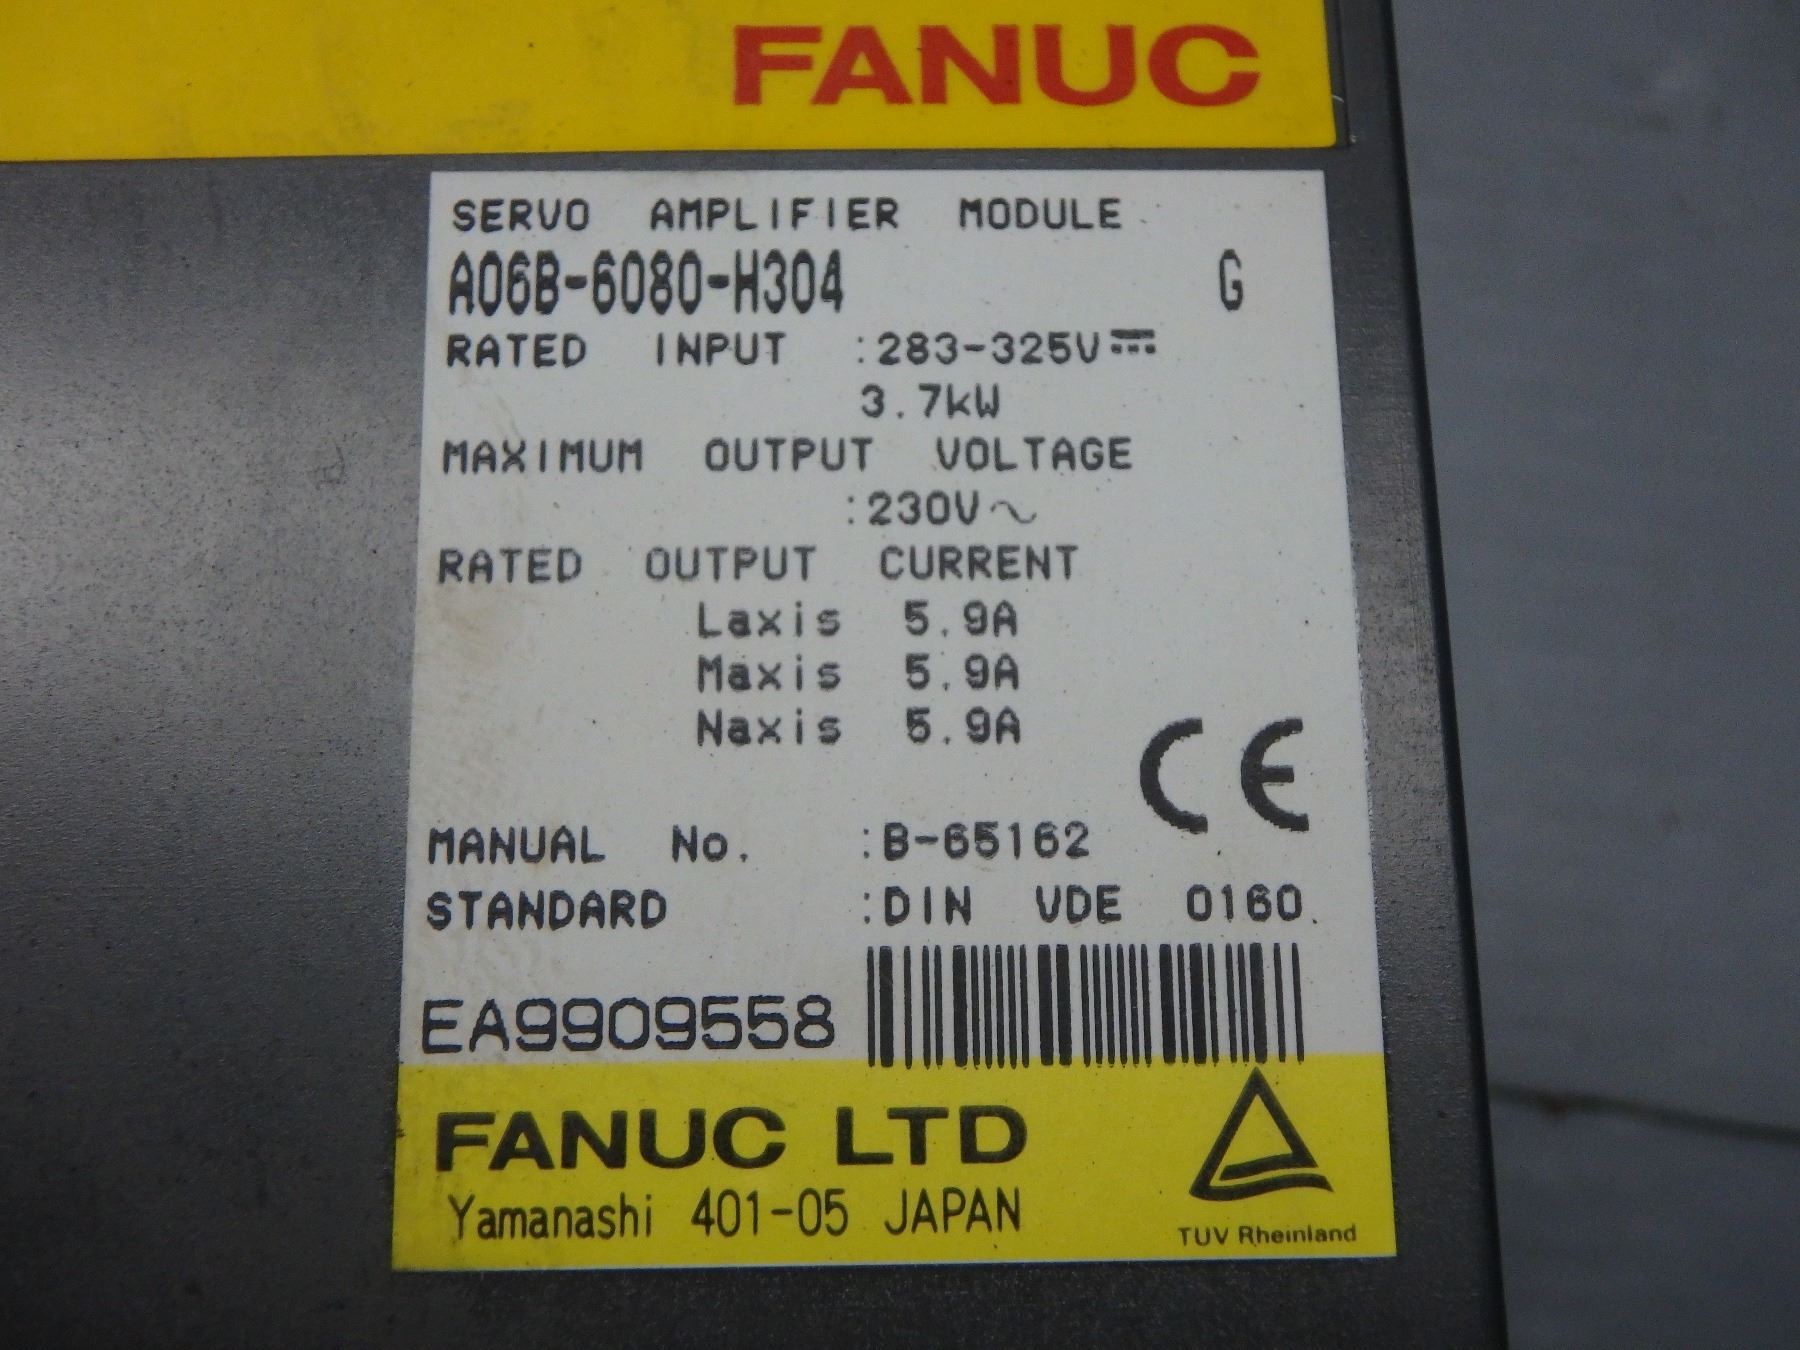 FANUC
SERVO AMPLIFIER MODULE
A06B-6080-H304 G
RATED INPUT :283-325V⎓
3.7kW
MAXIMUM OUTPUT VOLTAGE
:230V～
RATED OUTPUT CURRENT
Laxis 5.9A
Maxis 5.9A
Naxis 5.9A
CE
MANUAL No. :B-65162
STANDARD :DIN VDE 0160
EA9909558
FANUC LTD
Yamanashi 401-05 JAPAN
TUV Rheinland